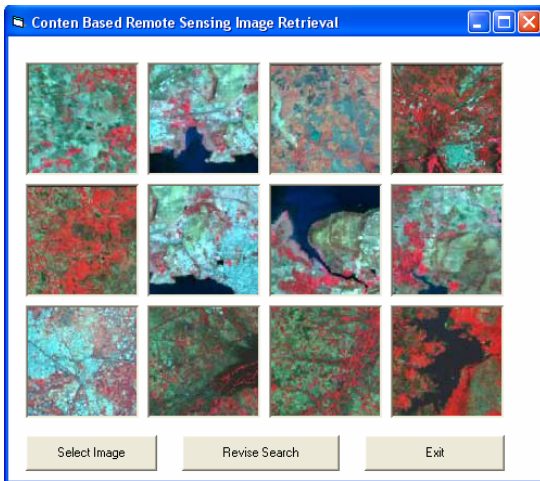 Conten Based Remote Sensing Image Retrieval
Select Image
Revise Search
Exit